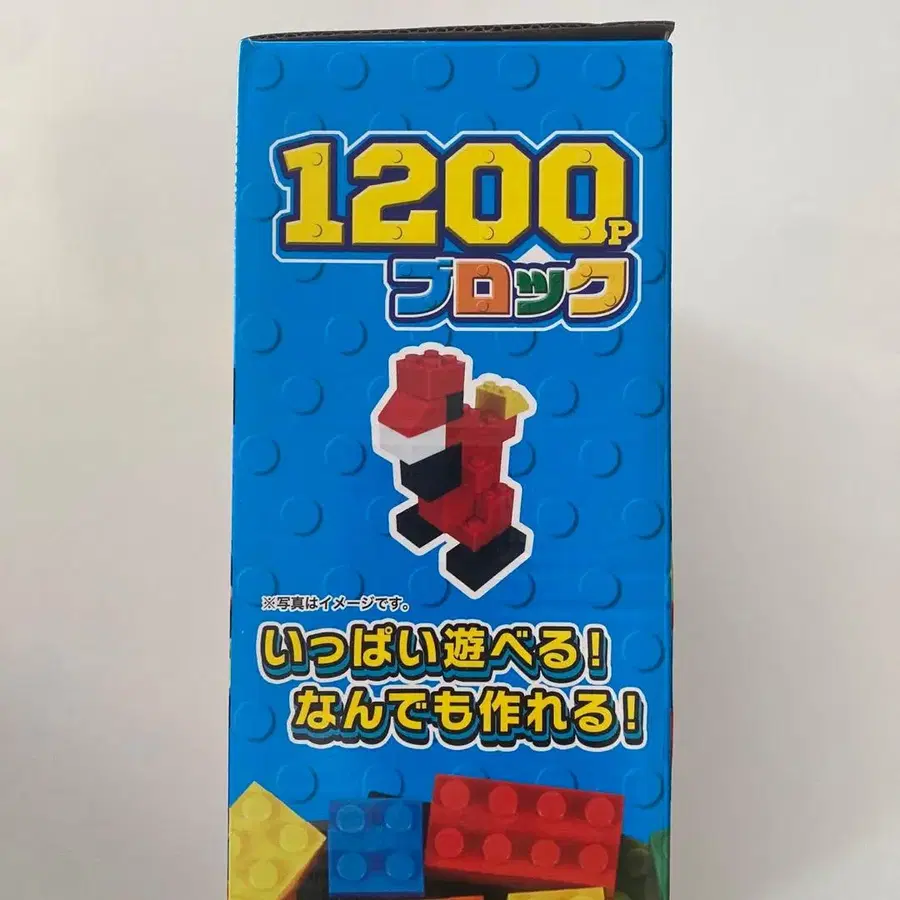 1200P
ブロック
※写真はイメージです。
いっぱい遊べる!
なんでも作れる!